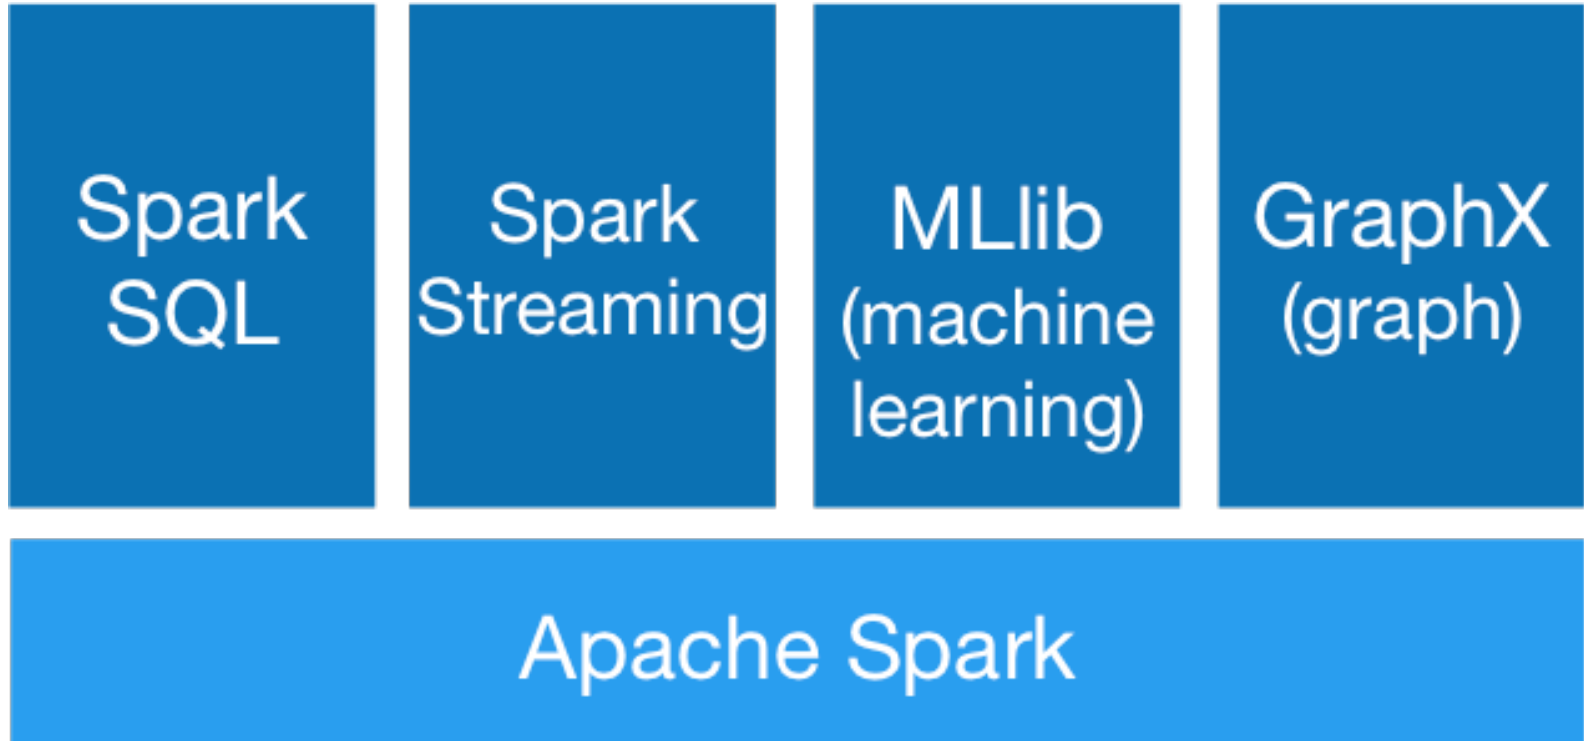 Spark
SQL
Spark
Streaming
MLlib
(machine
learning)
GraphX
(graph)
Apache Spark